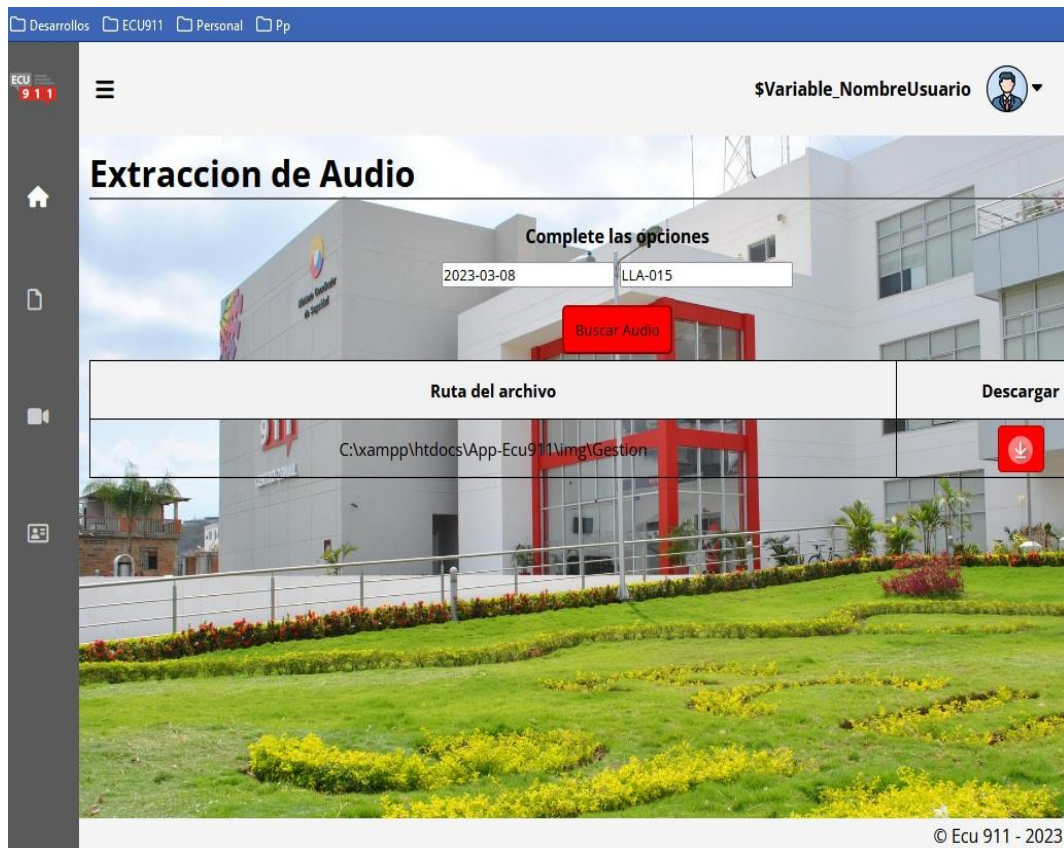 Desarrollos ECU911 Personal Pp
ECU
911
$Variable_NombreUsuario
Extraccion de Audio
Complete las opciones
2023-03-08 LLA-015
Buscar Audio
Ruta del archivo Descargar
C:\xampp\htdocs\App-Ecu911\img\Gestion
© Ecu 911 - 2023